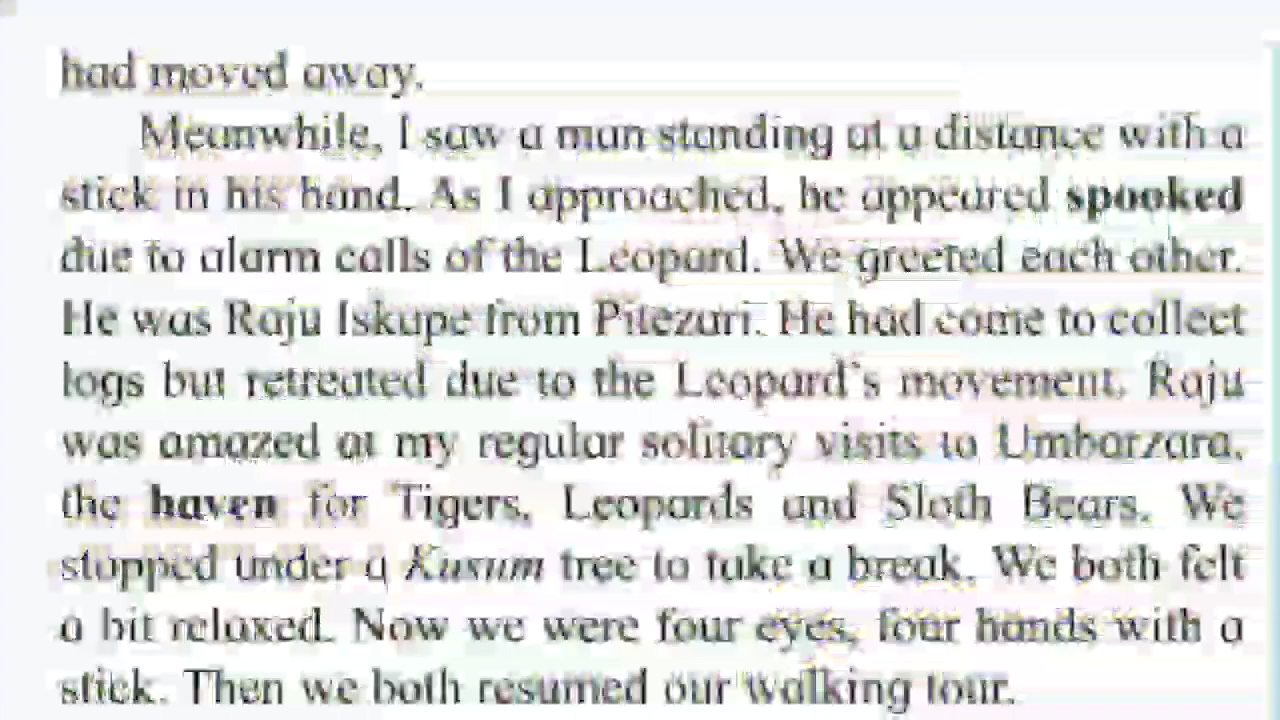 had moved away.
Meanwhile, I saw a man standing at a distance with a
stick in his hand. As I approached, he appeared spooked
due to alarm calls of the Leopard. We greeted each other.
He was Raju Iskupe from Pitezari. He had come to collect
logs but retreated due to the Leopard's movement. Raju
was amazed at my regular solitary visits to Umbarzara,
the haven for Tigers, Leopards and Sloth Bears. We
stopped under a Kusum tree to take a break. We both felt
a bit relaxed. Now we were four eyes, four hands with a
stick. Then we both resumed our walking tour.